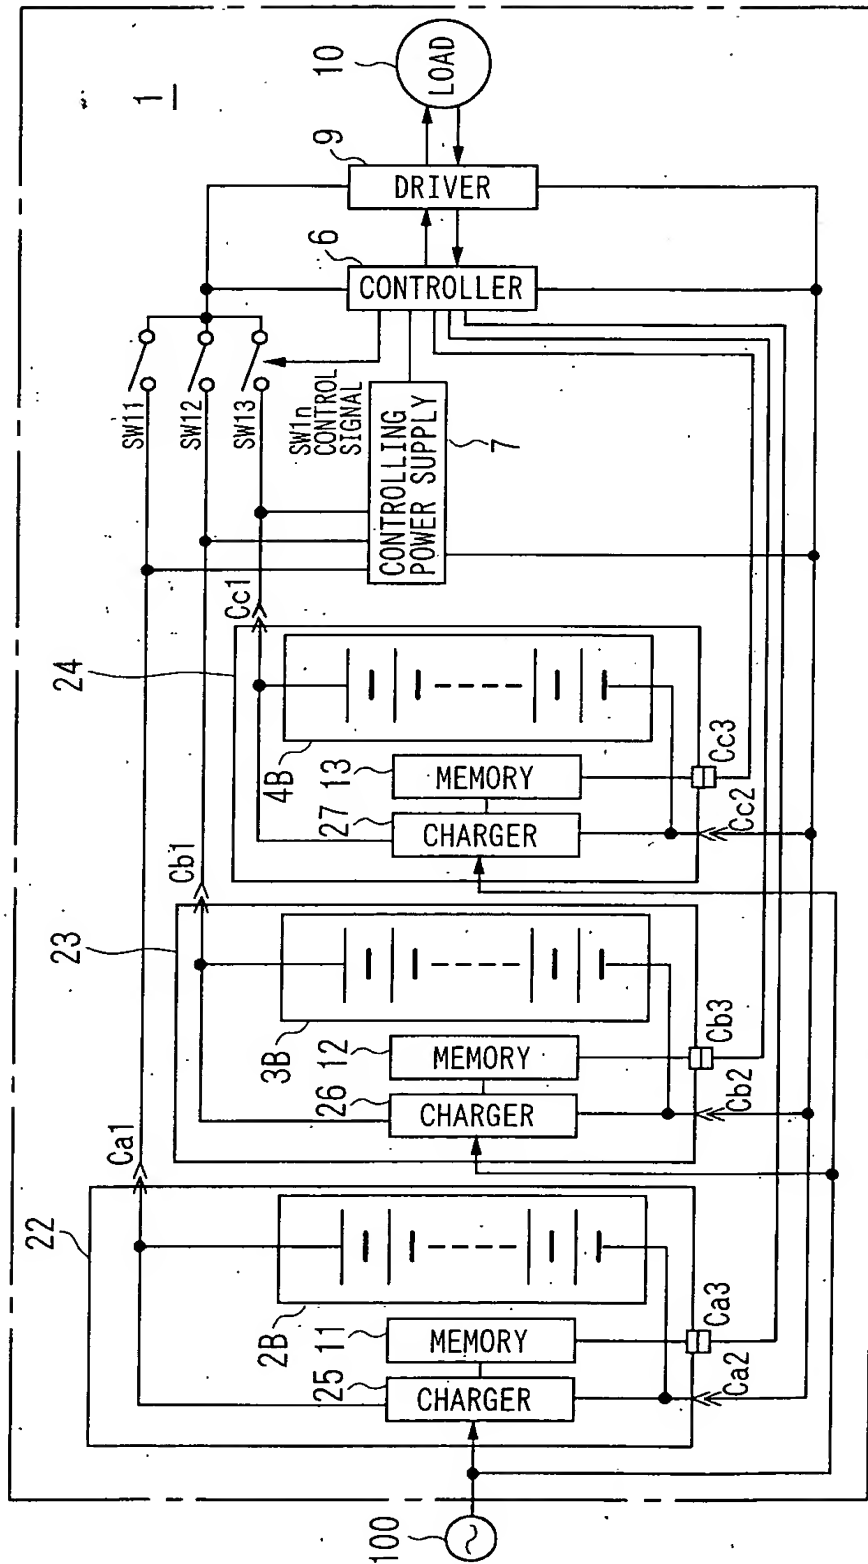 1
10
LOAD
9
DRIVER
6
CONTROLLER
SW11
SW12
SW13
SW1n
CONTROL
SIGNAL
CONTROLLING
POWER SUPPLY
7
Ca1
Cb1
Cc1
22
2B
11
MEMORY
25
CHARGER
Ca3
Ca2
23
3B
12
MEMORY
26
CHARGER
Cb3
Cb2
24
4B
13
MEMORY
27
CHARGER
Cc3
Cc2
100